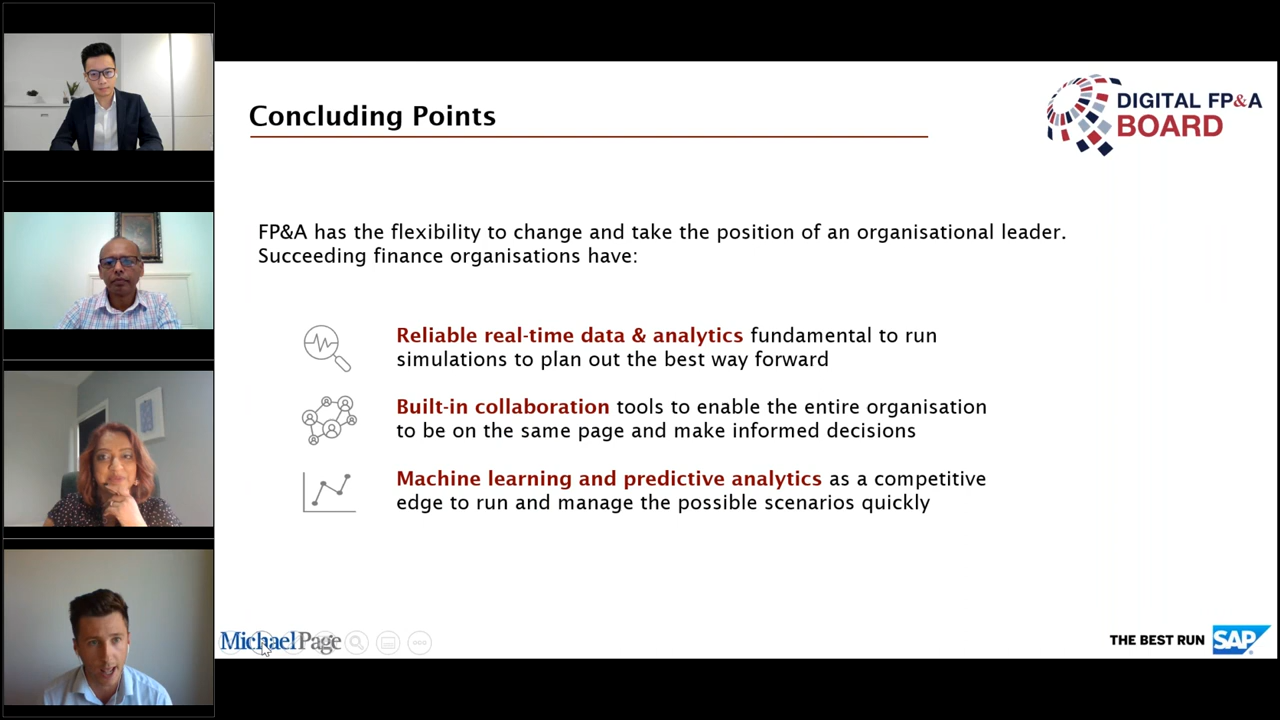 Concluding Points
DIGITAL FP&A
BOARD
FP&A has the flexibility to change and take the position of an organisational leader.
Succeeding finance organisations have:
Reliable real-time data & analytics fundamental to run
simulations to plan out the best way forward
Built-in collaboration tools to enable the entire organisation
to be on the same page and make informed decisions
Machine learning and predictive analytics as a competitive
edge to run and manage the possible scenarios quickly
MichaelPage
THE BEST RUN SAP